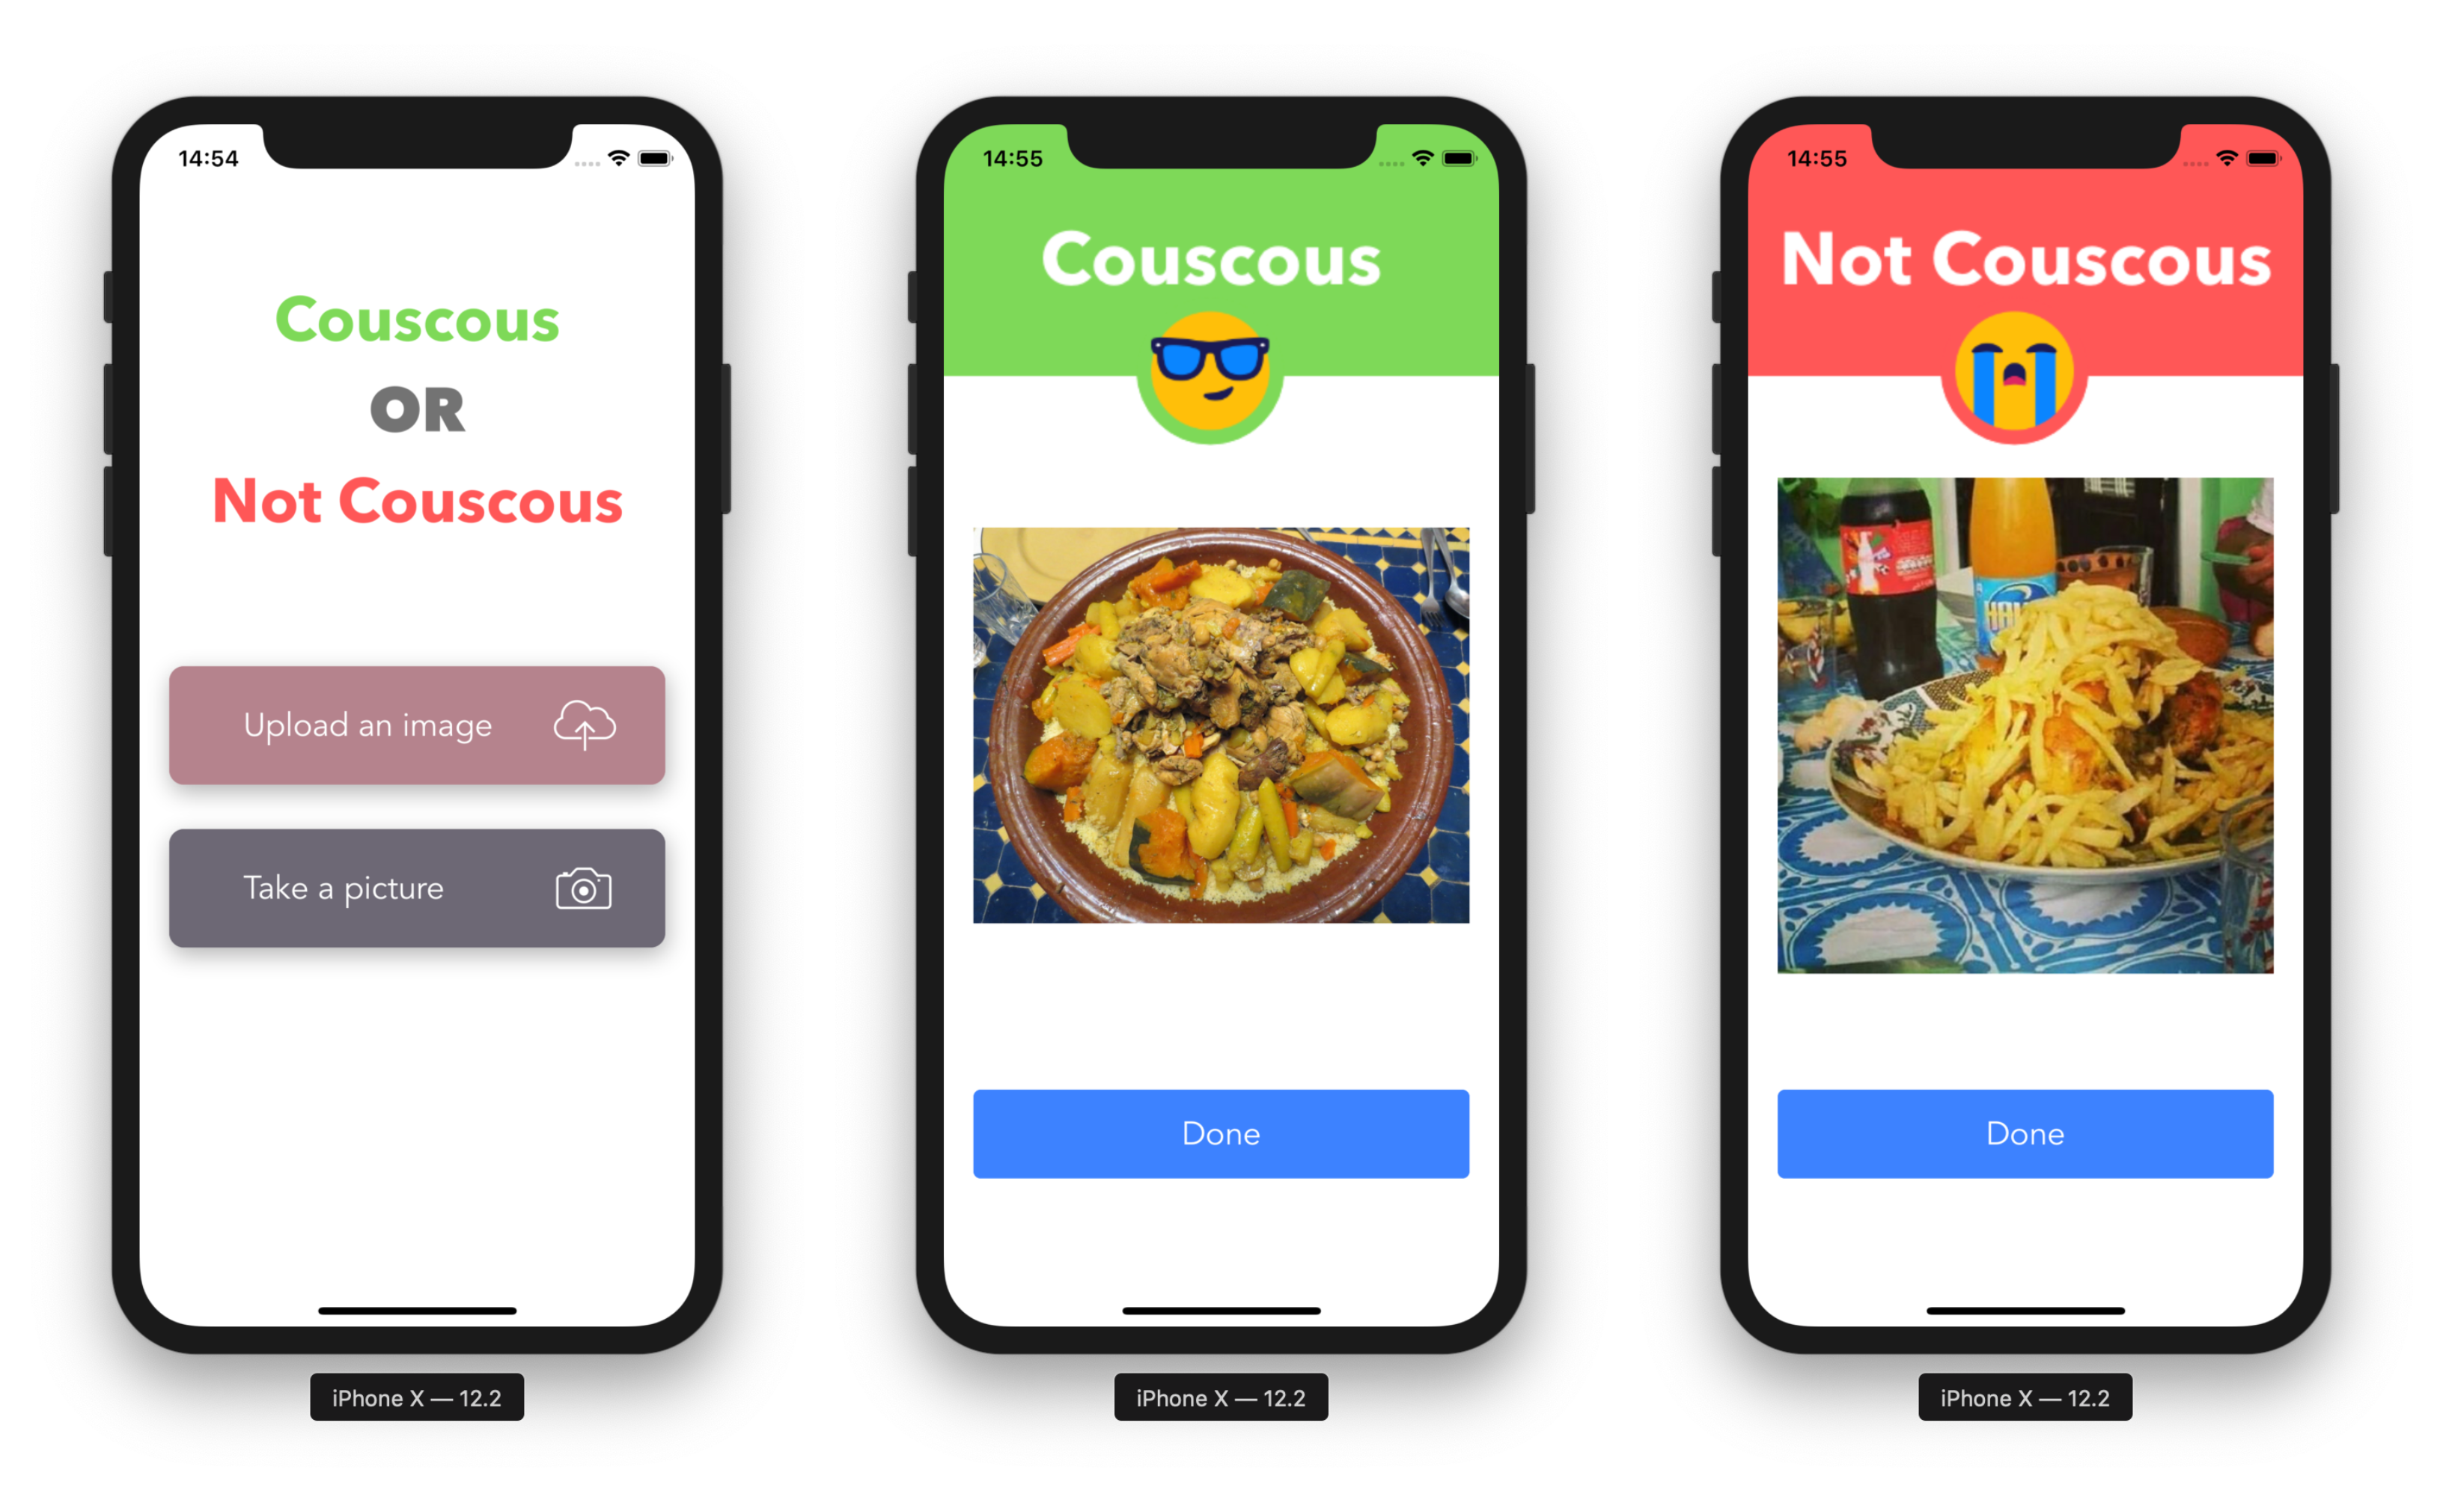 14:54
Couscous
OR
Not Couscous
Upload an image
Take a picture
iPhone X — 12.2
14:55
Couscous
Done
iPhone X — 12.2
14:55
Not Couscous
Done
iPhone X — 12.2